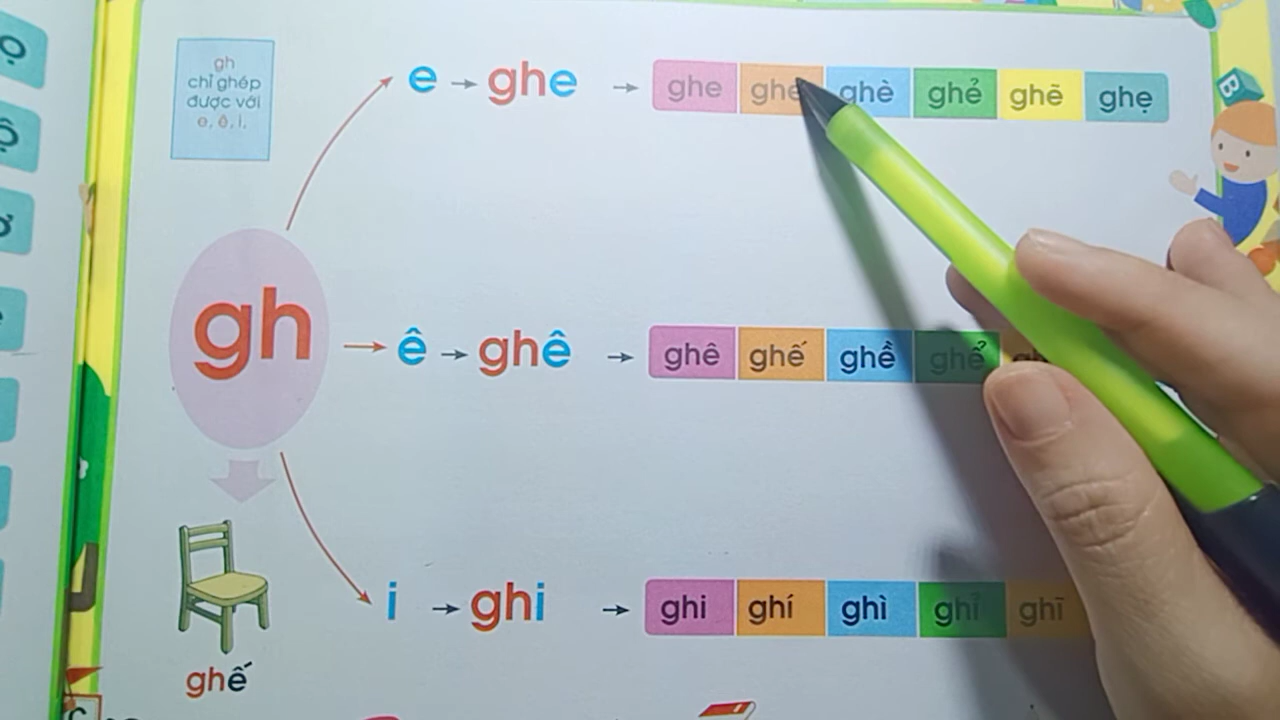 gh
chỉ ghép
được với
e, ê, i.
e → ghe → ghe ghè ghẻ ghẽ ghẹ
gh
ê → ghê → ghê ghế ghề ghể
i → ghi → ghi ghí ghì ghỉ ghĩ
ghế
B
C